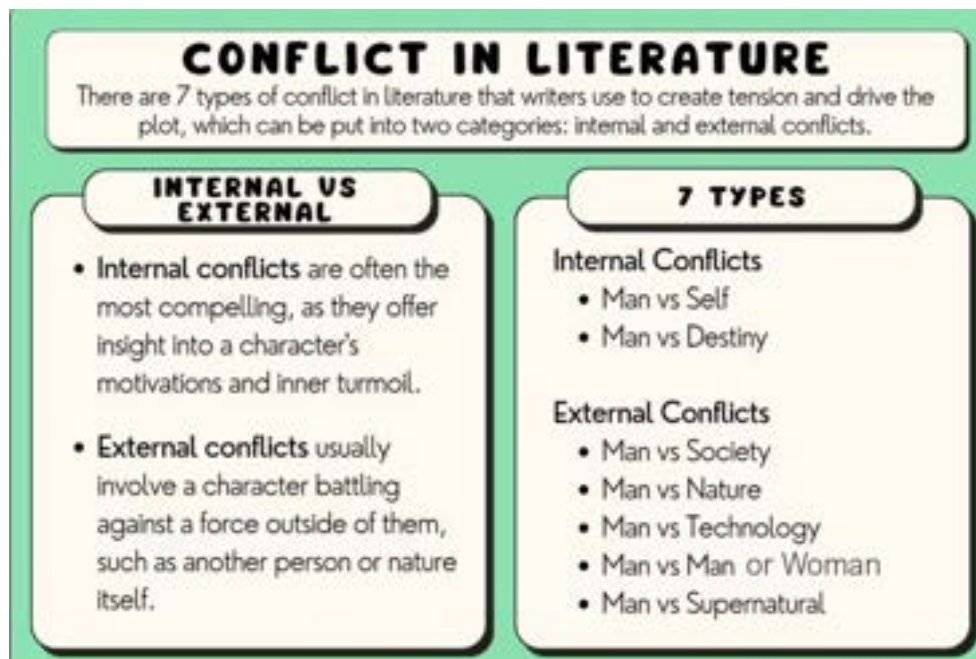 CONFLICT IN LITERATURE
There are 7 types of conflict in literature that writers use to create tension and drive the
plot, which can be put into two categories: internal and external conflicts.
INTERNAL VS
EXTERNAL
• Internal conflicts are often the
most compelling, as they offer
insight into a character's
motivations and inner turmoil.
• External conflicts usually
involve a character battling
against a force outside of them,
such as another person or nature
itself.
7 TYPES
Internal Conflicts
• Man vs Self
• Man vs Destiny
External Conflicts
• Man vs Society
• Man vs Nature
• Man vs Technology
• Man vs Man or Woman
• Man vs Supernatural